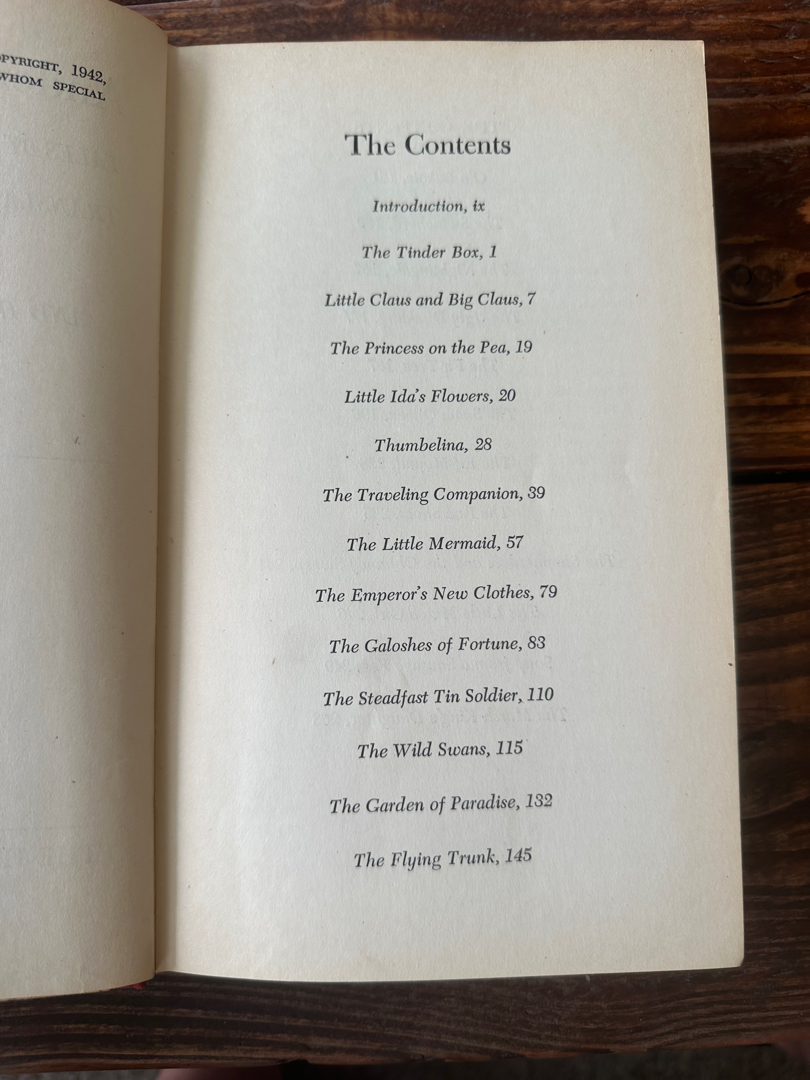 OPYRIGHT, 1942,
WHOM SPECIAL
The Contents
Introduction, ix
The Tinder Box, 1
Little Claus and Big Claus, 7
The Princess on the Pea, 19
Little Ida's Flowers, 20
Thumbelina, 28
The Traveling Companion, 39
The Little Mermaid, 57
The Emperor's New Clothes, 79
The Galoshes of Fortune, 83
The Steadfast Tin Soldier, 110
The Wild Swans, 115
The Garden of Paradise, 132
The Flying Trunk, 145